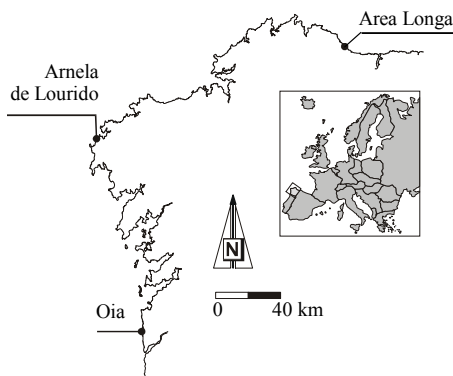 Area Longa
Arnela
de Lourido
N
Oia
0 40 km